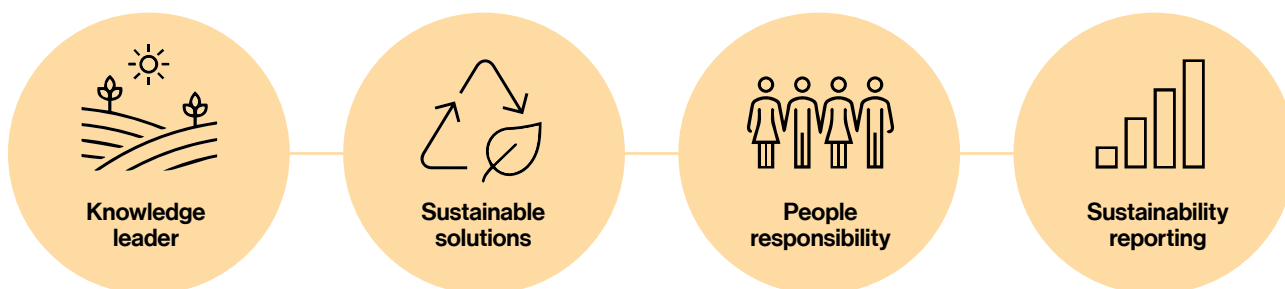 Knowledge
leader
Sustainable
solutions
People
responsibility
Sustainability
reporting